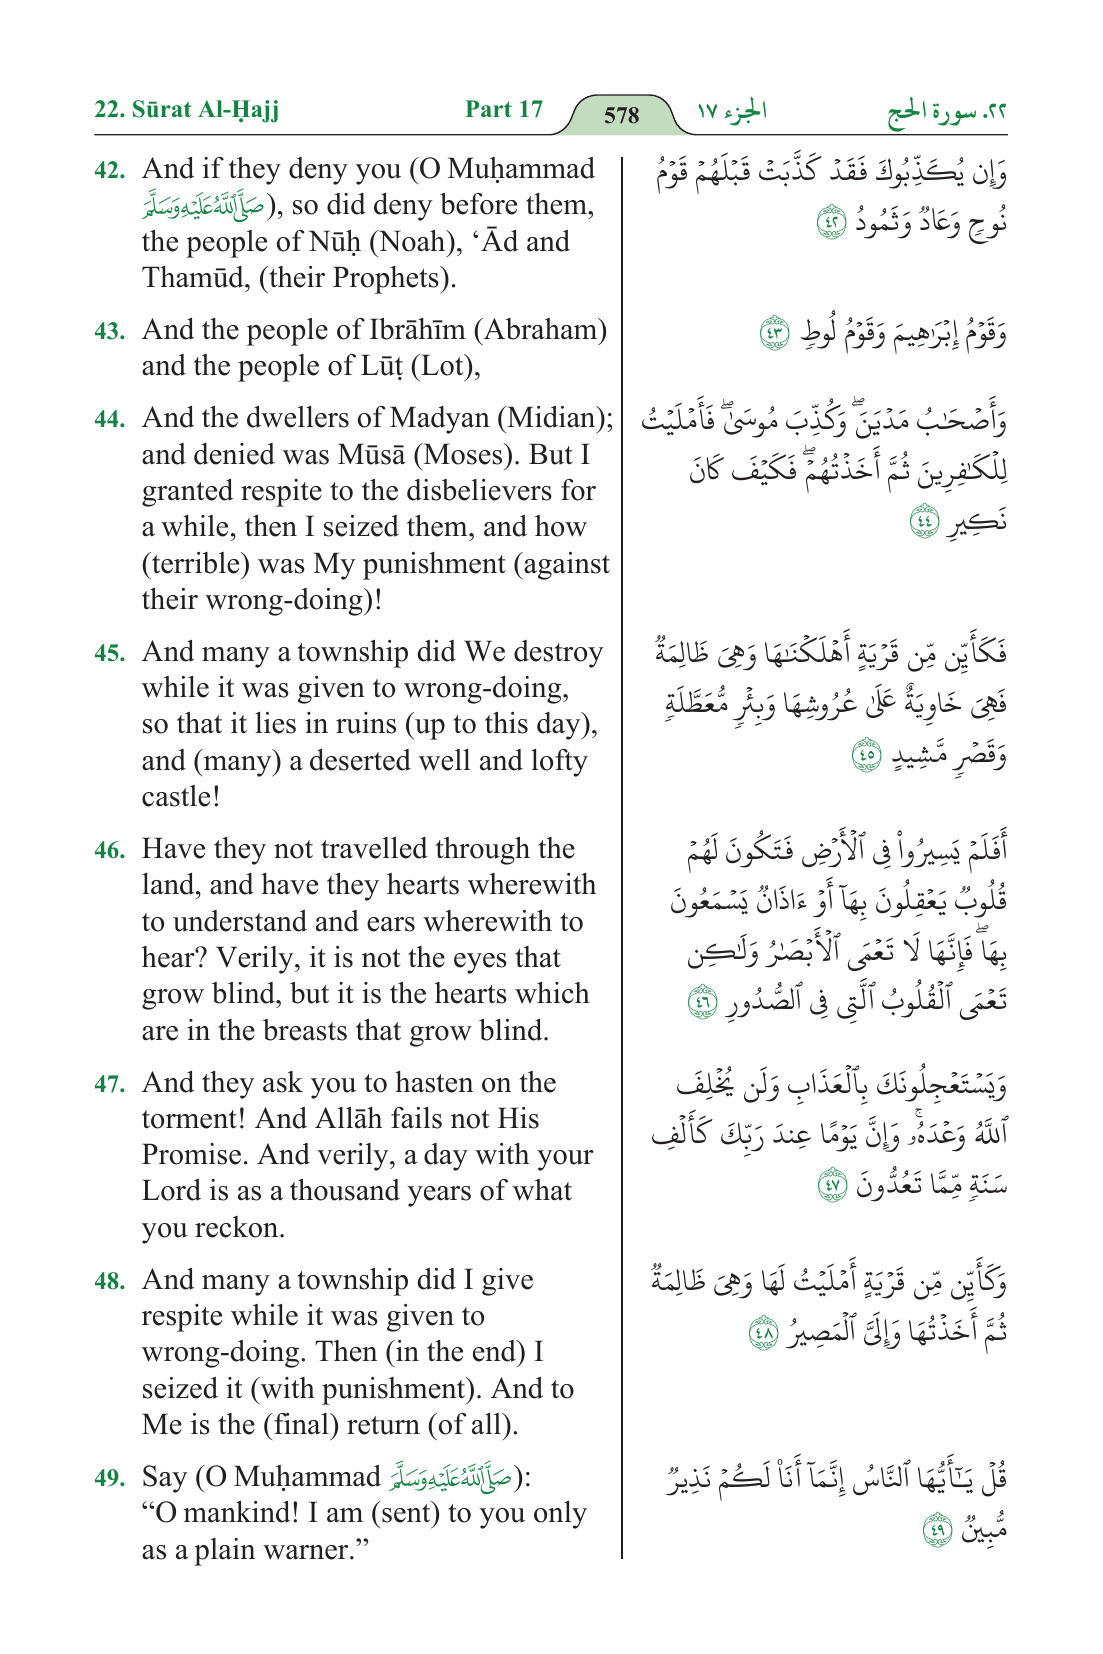 22. Sūrat Al-Ḥajj
Part 17
578
الجزء ١٧
٢٢. سورة الحج
42. And if they deny you (O Muḥammad
صَلَّى اللَّهُ عَلَيْهِ وَسَلَّمَ), so did deny before them,
the people of Nūḥ (Noah), ‘Ād and
Thamūd, (their Prophets).
43. And the people of Ibrāhīm (Abraham)
and the people of Lūṭ (Lot),
44. And the dwellers of Madyan (Midian);
and denied was Mūsā (Moses). But I
granted respite to the disbelievers for
a while, then I seized them, and how
(terrible) was My punishment (against
their wrong-doing)!
45. And many a township did We destroy
while it was given to wrong-doing,
so that it lies in ruins (up to this day),
and (many) a deserted well and lofty
castle!
46. Have they not travelled through the
land, and have they hearts wherewith
to understand and ears wherewith to
hear? Verily, it is not the eyes that
grow blind, but it is the hearts which
are in the breasts that grow blind.
47. And they ask you to hasten on the
torment! And Allāh fails not His
Promise. And verily, a day with your
Lord is as a thousand years of what
you reckon.
48. And many a township did I give
respite while it was given to
wrong-doing. Then (in the end) I
seized it (with punishment). And to
Me is the (final) return (of all).
49. Say (O Muḥammad صَلَّى اللَّهُ عَلَيْهِ وَسَلَّمَ):
“O mankind! I am (sent) to you only
as a plain warner.”
وَإِن يُكَذِّبُوكَ فَقَدۡ كَذَّبَتۡ قَبۡلَهُمۡ قَوۡمُ
نُوحٖ وَعَادٞ وَثَمُودُ ٤٢
وَقَوۡمُ إِبۡرَٰهِيمَ وَقَوۡمُ لُوطٖ ٤٣
وَأَصۡحَٰبُ مَدۡيَنَۖ وَكُذِّبَ مُوسَىٰۖ فَأَمۡلَيۡتُ
لِلۡكَٰفِرِينَ ثُمَّ أَخَذۡتُهُمۡۖ فَكَيۡفَ كَانَ
نَكِيرِ ٤٤
فَكَأَيِّن مِّن قَرۡيَةٍ أَهۡلَكۡنَٰهَا وَهِيَ ظَالِمَةٞ
فَهِيَ خَاوِيَةٌ عَلَىٰ عُرُوشِهَا وَبِئۡرٖ مُّعَطَّلَةٖ
وَقَصۡرٖ مَّشِيدٍ ٤٥
أَفَلَمۡ يَسِيرُواْ فِي ٱلۡأَرۡضِ فَتَكُونَ لَهُمۡ
قُلُوبٞ يَعۡقِلُونَ بِهَآ أَوۡ ءَاذَانٞ يَسۡمَعُونَ
بِهَاۖ فَإِنَّهَا لَا تَعۡمَى ٱلۡأَبۡصَٰرُ وَلَٰكِن
تَعۡمَى ٱلۡقُلُوبُ ٱلَّتِي فِي ٱلصُّدُورِ ٤٦
وَيَسۡتَعۡجِلُونَكَ بِٱلۡعَذَابِ وَلَن يُخۡلِفَ
ٱللَّهُ وَعۡدَهُۥۚ وَإِنَّ يَوۡمًا عِندَ رَبِّكَ كَأَلۡفِ
سَنَةٖ مِّمَّا تَعُدُّونَ ٤٧
وَكَأَيِّن مِّن قَرۡيَةٍ أَمۡلَيۡتُ لَهَا وَهِيَ ظَالِمَةٞ
ثُمَّ أَخَذۡتُهَا وَإِلَيَّ ٱلۡمَصِيرُ ٤٨
قُلۡ يَٰٓأَيُّهَا ٱلنَّاسُ إِنَّمَآ أَنَا۠ لَكُمۡ نَذِيرٞ
مُّبِينٞ ٤٩